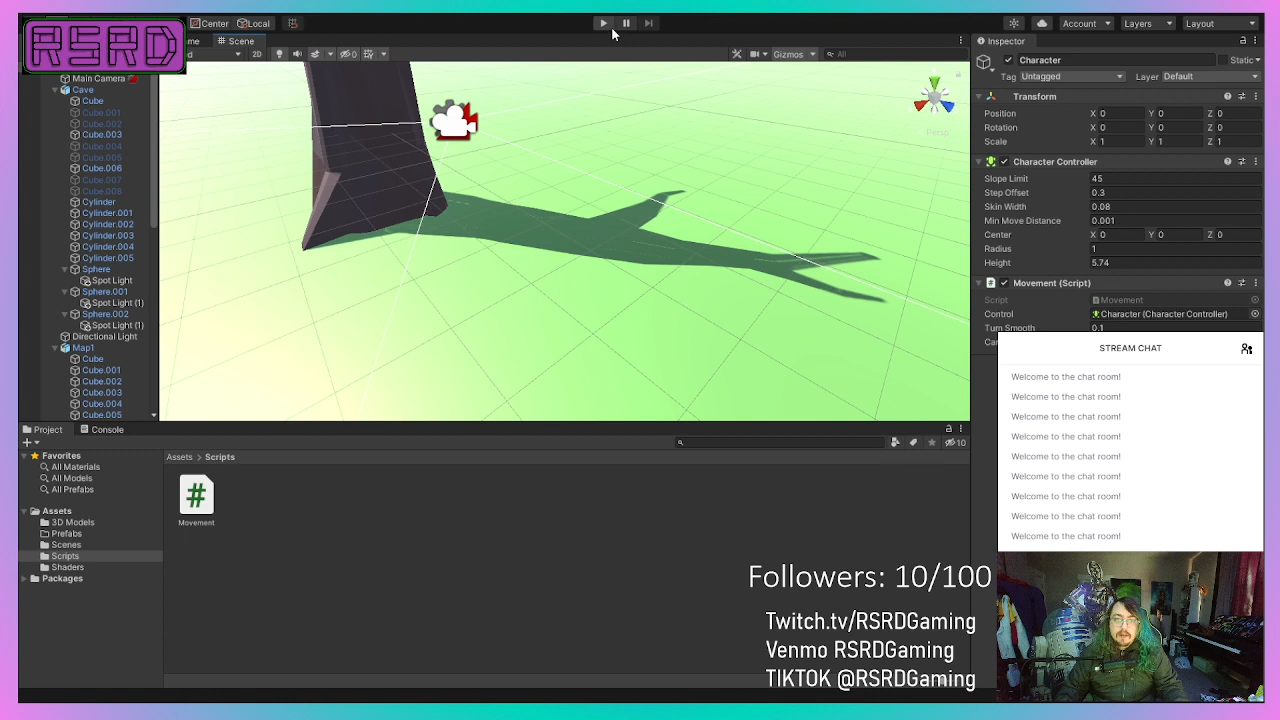 RSRD
Center
Local
Account
Layers
Layout
me
Scene
Inspector
d
2D
0
Gizmos
All
Character
Static
Tag
Untagged
Layer
Default
Main Camera
Cave
Cube
Cube.001
Cube.002
Cube.003
Cube.004
Cube.005
Cube.006
Cube.007
Cube.008
Cylinder
Cylinder.001
Cylinder.002
Cylinder.003
Cylinder.004
Cylinder.005
Sphere
Spot Light
Sphere.001
Spot Light (1)
Sphere.002
Spot Light (1)
Directional Light
Map1
Cube
Cube.001
Cube.002
Cube.003
Cube.004
Cube.005
Persp
Transform
Position X 0 Y 0 Z 0
Rotation X 0 Y 0 Z 0
Scale X 1 Y 1 Z 1
Character Controller
Slope Limit 45
Step Offset 0.3
Skin Width 0.08
Min Move Distance 0.001
Center X 0 Y 0 Z 0
Radius 1
Height 5.74
Movement (Script)
Script Movement
Control Character (Character Controller)
Turn Smooth 0.1
STREAM CHAT
Welcome to the chat room!
Welcome to the chat room!
Welcome to the chat room!
Welcome to the chat room!
Welcome to the chat room!
Welcome to the chat room!
Welcome to the chat room!
Welcome to the chat room!
Welcome to the chat room!
Project
Console
10
Favorites
All Materials
All Models
All Prefabs
Assets
3D Models
Prefabs
Scenes
Scripts
Shaders
Packages
Assets > Scripts
#
Movement
Followers: 10/100
Twitch.tv/RSRDGaming
Venmo RSRDGaming
TIKTOK @RSRDGaming